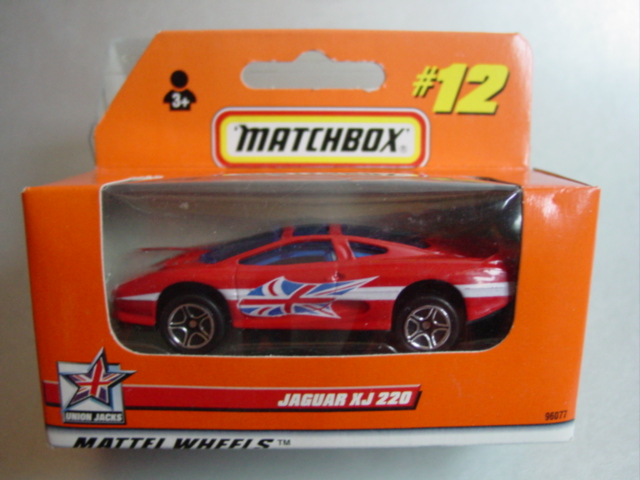 #12
3+
MATCHBOX®
JAGUAR XJ 220
UNION JACKS
96077
MATTEL WHEELS™